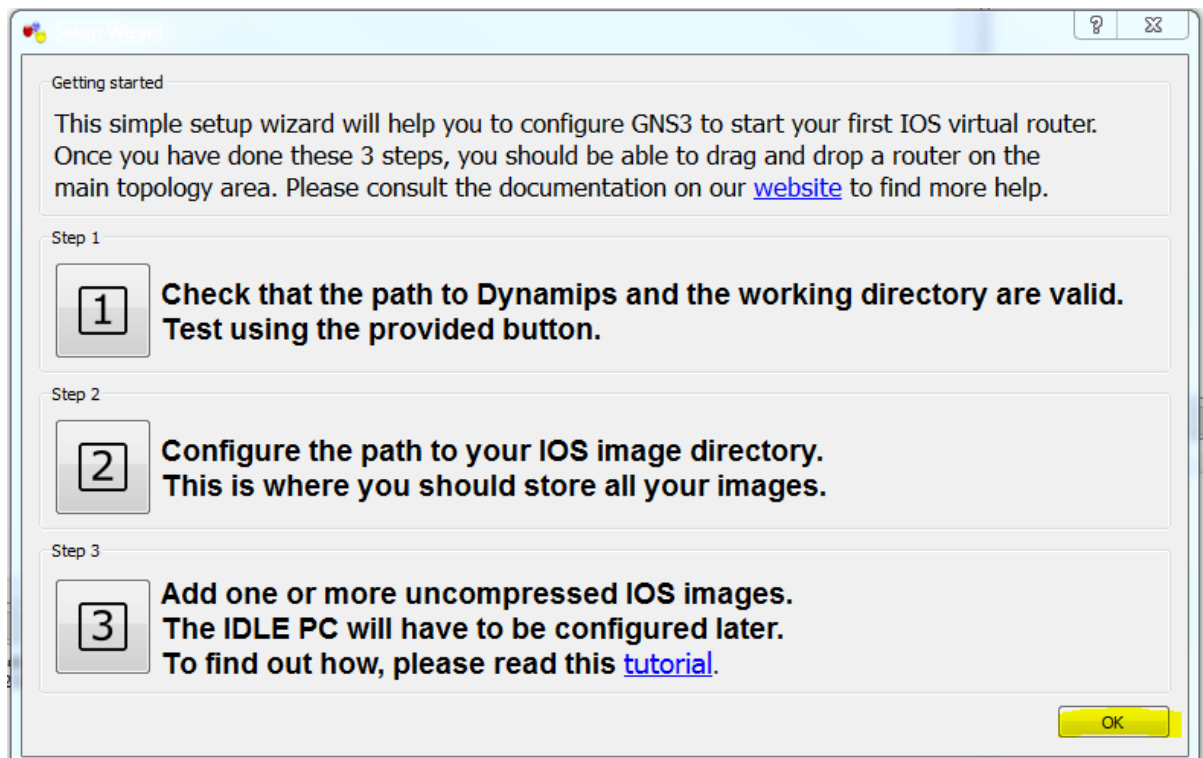 Setup Wizard
Getting started
This simple setup wizard will help you to configure GNS3 to start your first IOS virtual router.
Once you have done these 3 steps, you should be able to drag and drop a router on the
main topology area. Please consult the documentation on our website to find more help.
Step 1
1
Check that the path to Dynamips and the working directory are valid.
Test using the provided button.
Step 2
2
Configure the path to your IOS image directory.
This is where you should store all your images.
Step 3
3
Add one or more uncompressed IOS images.
The IDLE PC will have to be configured later.
To find out how, please read this tutorial.
OK